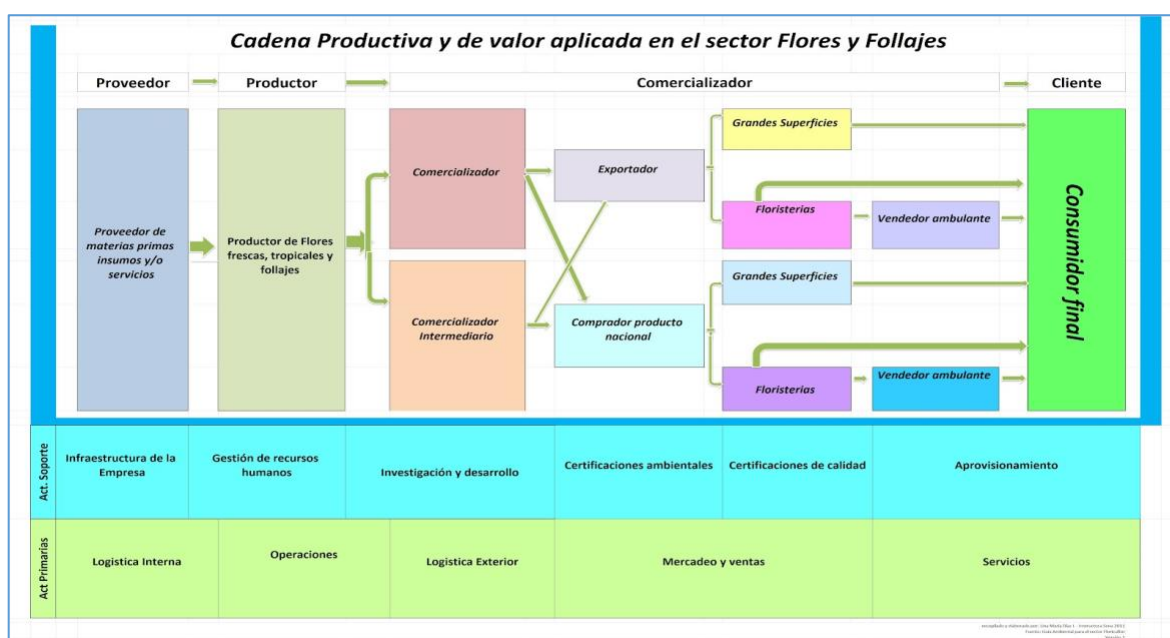 Cadena Productiva y de valor aplicada en el sector Flores y Follajes
Proveedor
Productor
Comercializador
Cliente
Proveedor de
materias primas
insumos y/o
servicios
Productor de Flores
frescas, tropicales y
follajes
Comercializador
Comercializador
Intermediario
Exportador
Comprador producto
nacional
Grandes Superficies
Floristerias
Vendedor ambulante
Grandes Superficies
Floristerias
Vendedor ambulante
Consumidor final
Act. Soporte
Infraestructura de la
Empresa
Gestión de recursos
humanos
Investigación y desarrollo
Certificaciones ambientales
Certificaciones de calidad
Aprovisionamiento
Act Primarias
Logistica Interna
Operaciones
Logistica Exterior
Mercadeo y ventas
Servicios